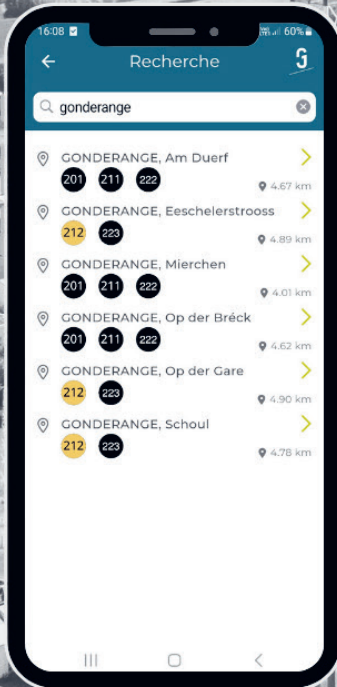 16:08 60%
Recherche
gonderange
GONDERANGE, Am Duerf
201 211 222
4.67 km
GONDERANGE, Eeschelerstrooss
212 223
4.89 km
GONDERANGE, Mierchen
201 211 222
4.01 km
GONDERANGE, Op der Bréck
201 211 222
4.62 km
GONDERANGE, Op der Gare
212 223
4.90 km
GONDERANGE, Schoul
212 223
4.78 km